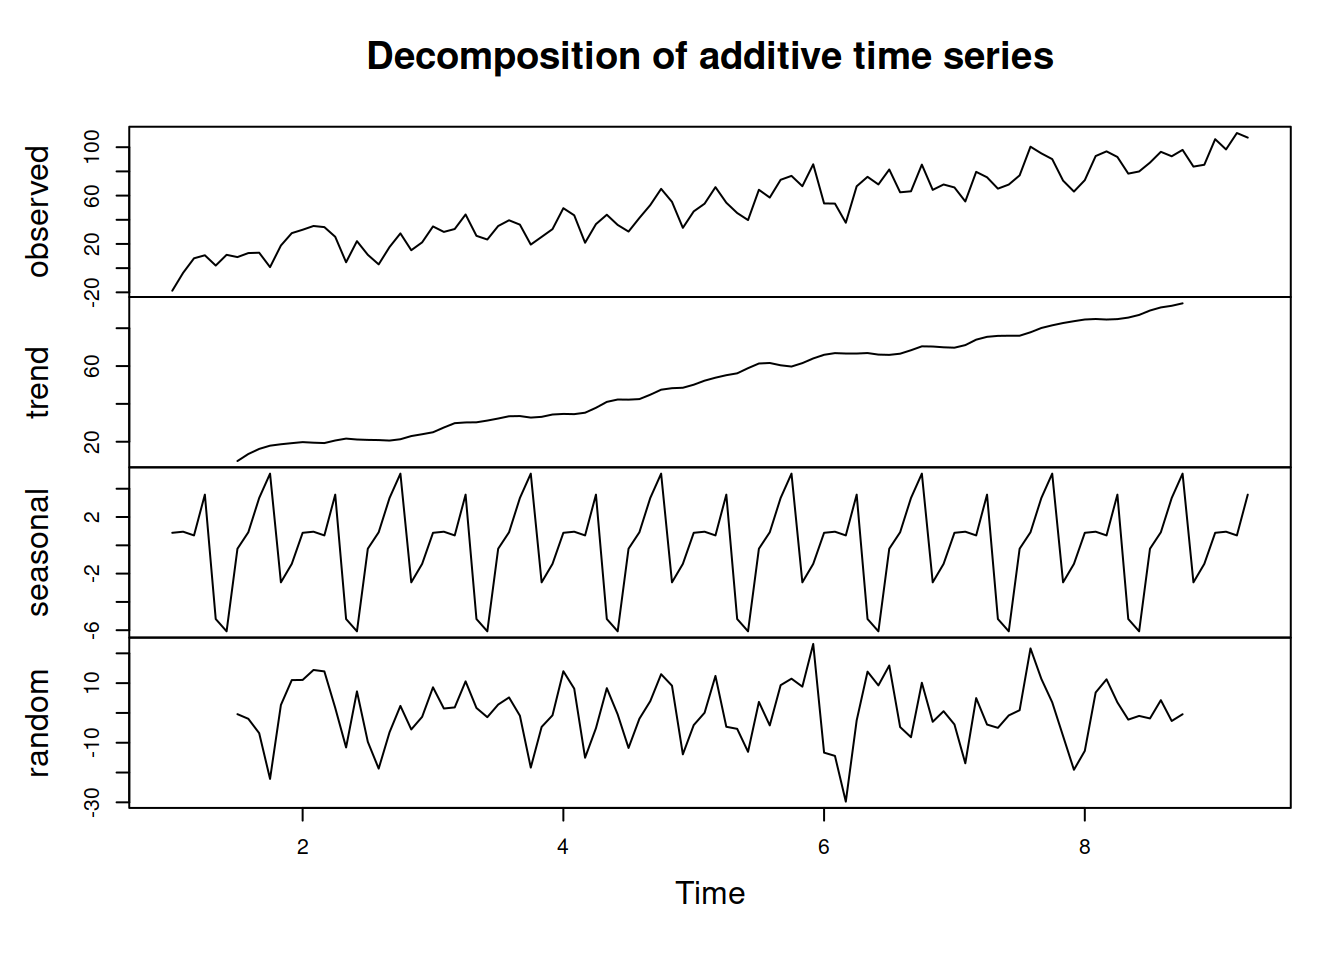 Decomposition of additive time series
observed
-20 20 60 100
trend
20 60
seasonal
-6 -2 2
random
-30 -10 10
2 4 6 8
Time